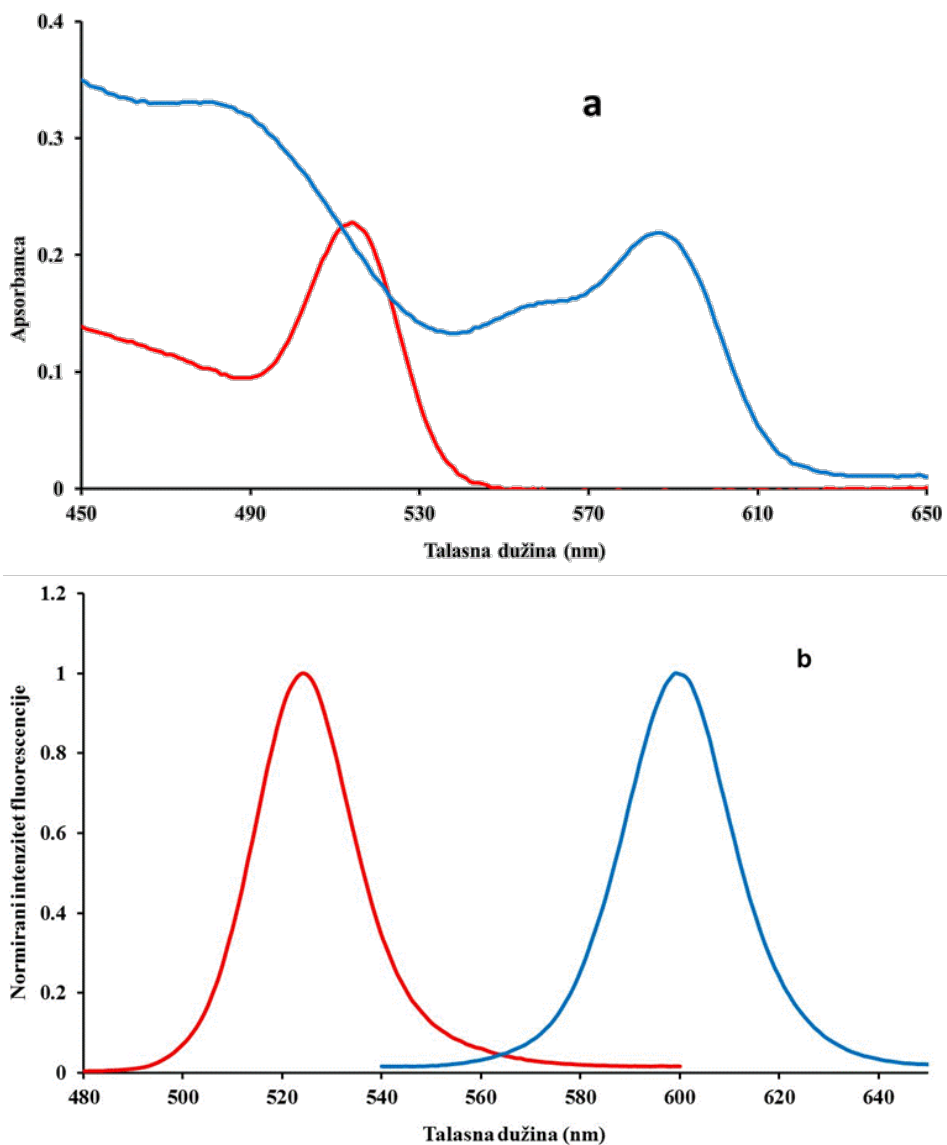 0.4
a
0.3
0.2
0.1
0
Apsorbanca
450 490 530 570 610 650
Talasna dužina (nm)
1.2
b
1
0.8
0.6
0.4
0.2
0
Normirani intenzitet fluorescencije
480 500 520 540 560 580 600 620 640
Talasna dužina (nm)